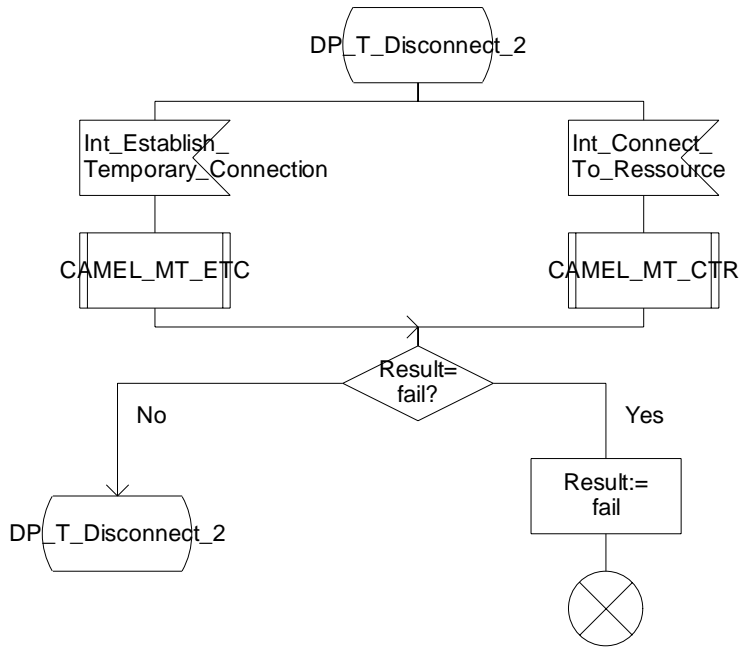 DP_T_Disconnect_2
Int_Establish_
Temporary_Connection
Int_Connect_
To_Ressource
CAMEL_MT_ETC
CAMEL_MT_CTR
Result=
fail?
No
Yes
Result:=
fail
DP_T_Disconnect_2